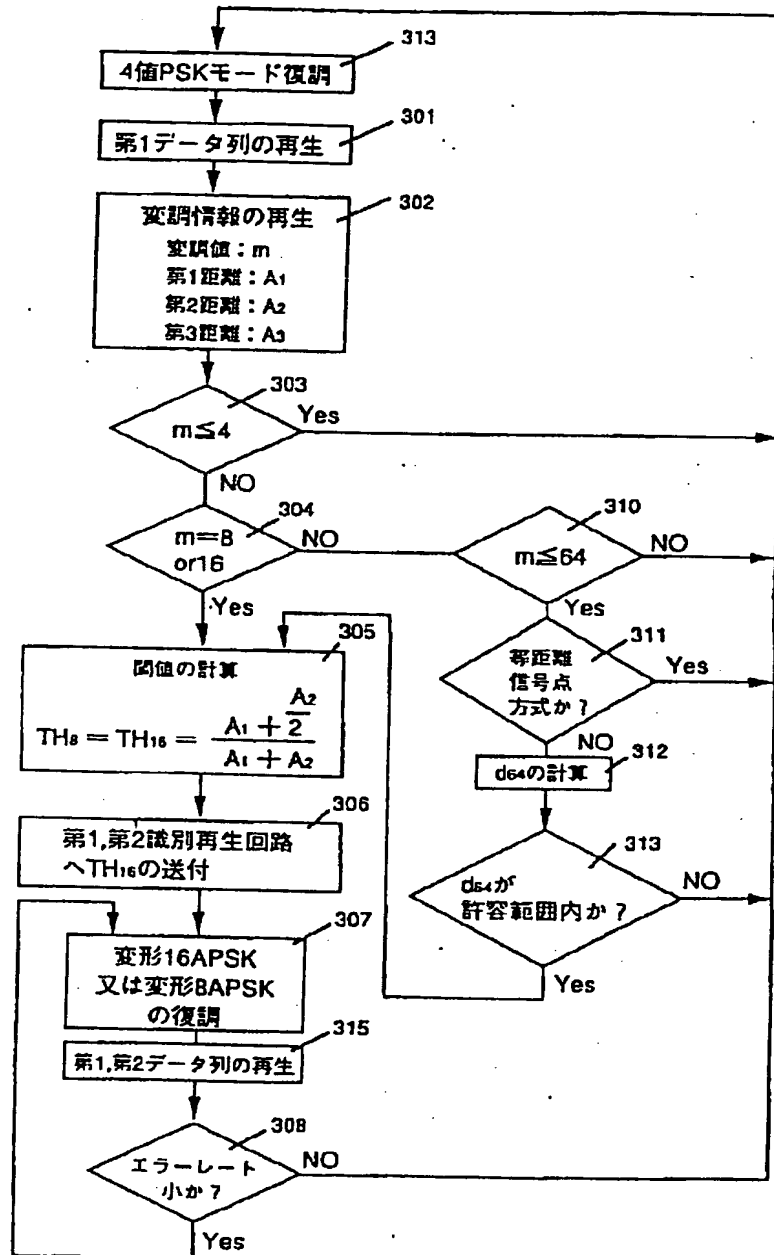 313
4値PSKモード復調
301
第1データ列の再生
302
変調情報の再生
変調値：m
第1距離：A1
第2距離：A2
第3距離：A3
303
m≦4
Yes
NO
304
m=8
or16
NO
Yes
310
m≦64
NO
Yes
311
等距離
信号点
方式か？
Yes
NO
312
d64の計算
313
d64が
許容範囲内か？
NO
Yes
305
閾値の計算
TH8 = TH16 = (A1 + A2/2) / (A1 + A2)
306
第1,第2識別再生回路
へTH16の送付
307
変形16APSK
又は変形8APSK
の復調
315
第1,第2データ列の再生
308
エラーレート
小か？
NO
Yes